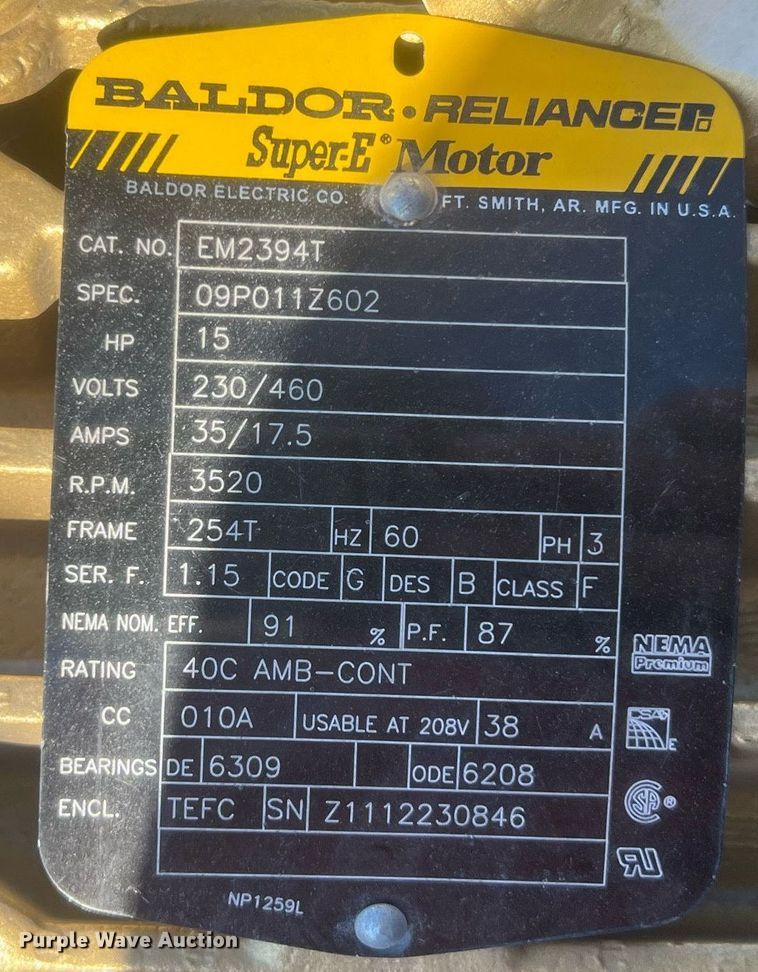 BALDOR • RELIANCE
Super-E® Motor
BALDOR ELECTRIC CO. FT. SMITH, AR. MFG. IN U.S.A.
CAT. NO. EM2394T
SPEC. 09P011Z602
HP 15
VOLTS 230/460
AMPS 35/17.5
R.P.M. 3520
FRAME 254T HZ 60 PH 3
SER. F. 1.15 CODE G DES B CLASS F
NEMA NOM. EFF. 91 % P.F. 87 %
NEMA
Premium
RATING 40C AMB-CONT
CC 010A USABLE AT 208V 38 A
CSA E
BEARINGS DE 6309 ODE 6208
ENCL. TEFC SN Z1112230846
SA ®
NP1259L
Purple Wave Auction